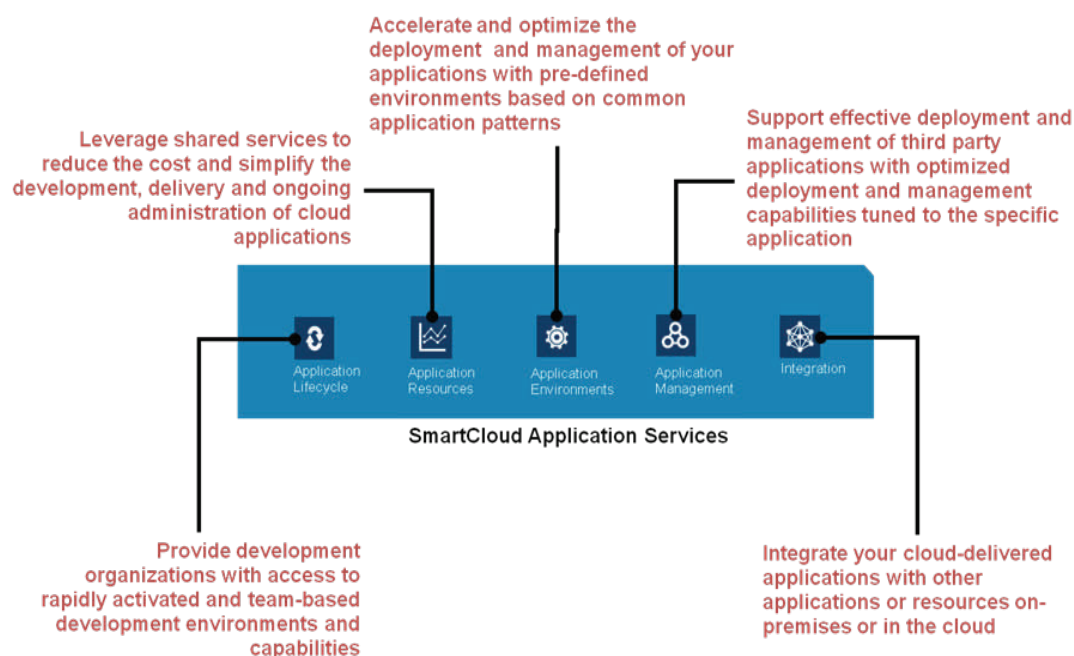 Accelerate and optimize the
deployment and management of your
applications with pre-defined
environments based on common
application patterns
Leverage shared services to
reduce the cost and simplify the
development, delivery and ongoing
administration of cloud
applications
Support effective deployment and
management of third party
applications with optimized
deployment and management
capabilities tuned to the specific
application
Application
Lifecycle
Application
Resources
Application
Environments
Application
Management
Integration
SmartCloud Application Services
Provide development
organizations with access to
rapidly activated and team-based
development environments and
capabilities
Integrate your cloud-delivered
applications with other
applications or resources on-
premises or in the cloud